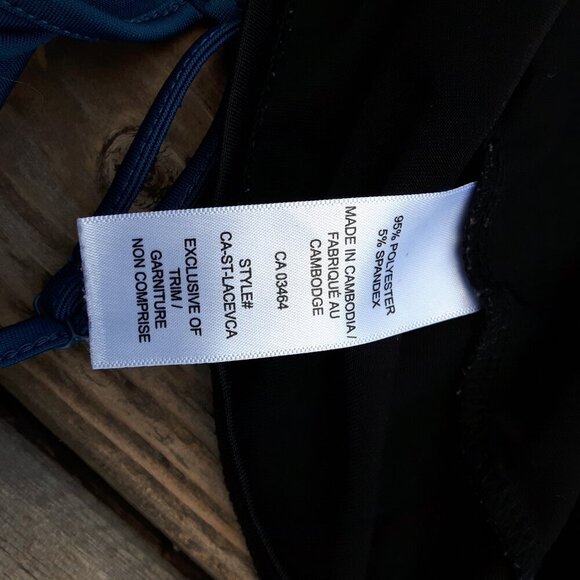 95% POLYESTER
5% SPANDEX
MADE IN CAMBODIA /
FABRIQUÉ AU
CAMBODGE
CA 03464
STYLE#
CA-ST-LACEVCA
EXCLUSIVE OF
TRIM /
GARNITURE
NON COMPRISE